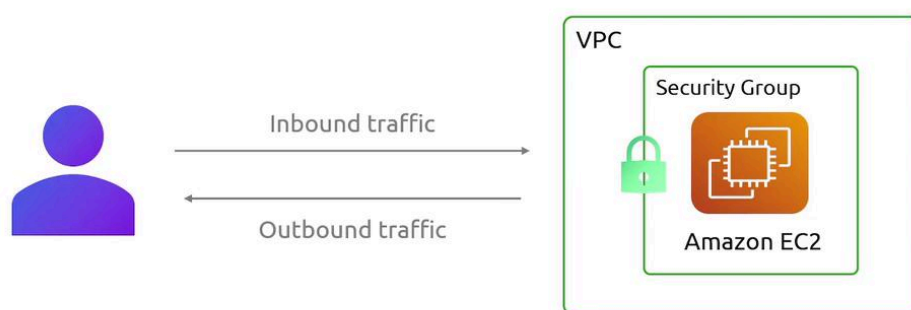 VPC
Security Group
Inbound traffic
Outbound traffic
Amazon EC2